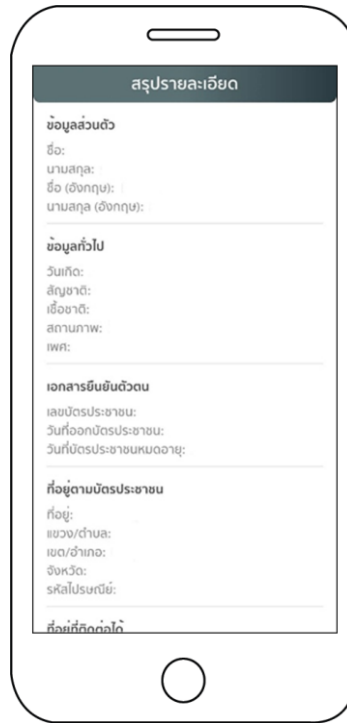 สรุปรายละเอียด
ข้อมูลส่วนตัว
ชื่อ:
นามสกุล:
ชื่อ (อังกฤษ):
นามสกุล (อังกฤษ):
ข้อมูลทั่วไป
วันเกิด:
สัญชาติ:
เชื้อชาติ:
สถานภาพ:
เพศ:
เอกสารยืนยันตัวตน
เลขบัตรประชาชน:
วันที่ออกบัตรประชาชน:
วันที่บัตรประชาชนหมดอายุ:
ที่อยู่ตามบัตรประชาชน
ที่อยู่:
แขวง/ตำบล:
เขต/อำเภอ:
จังหวัด:
รหัสไปรษณีย์:
ที่อยู่ที่ติดต่อได้